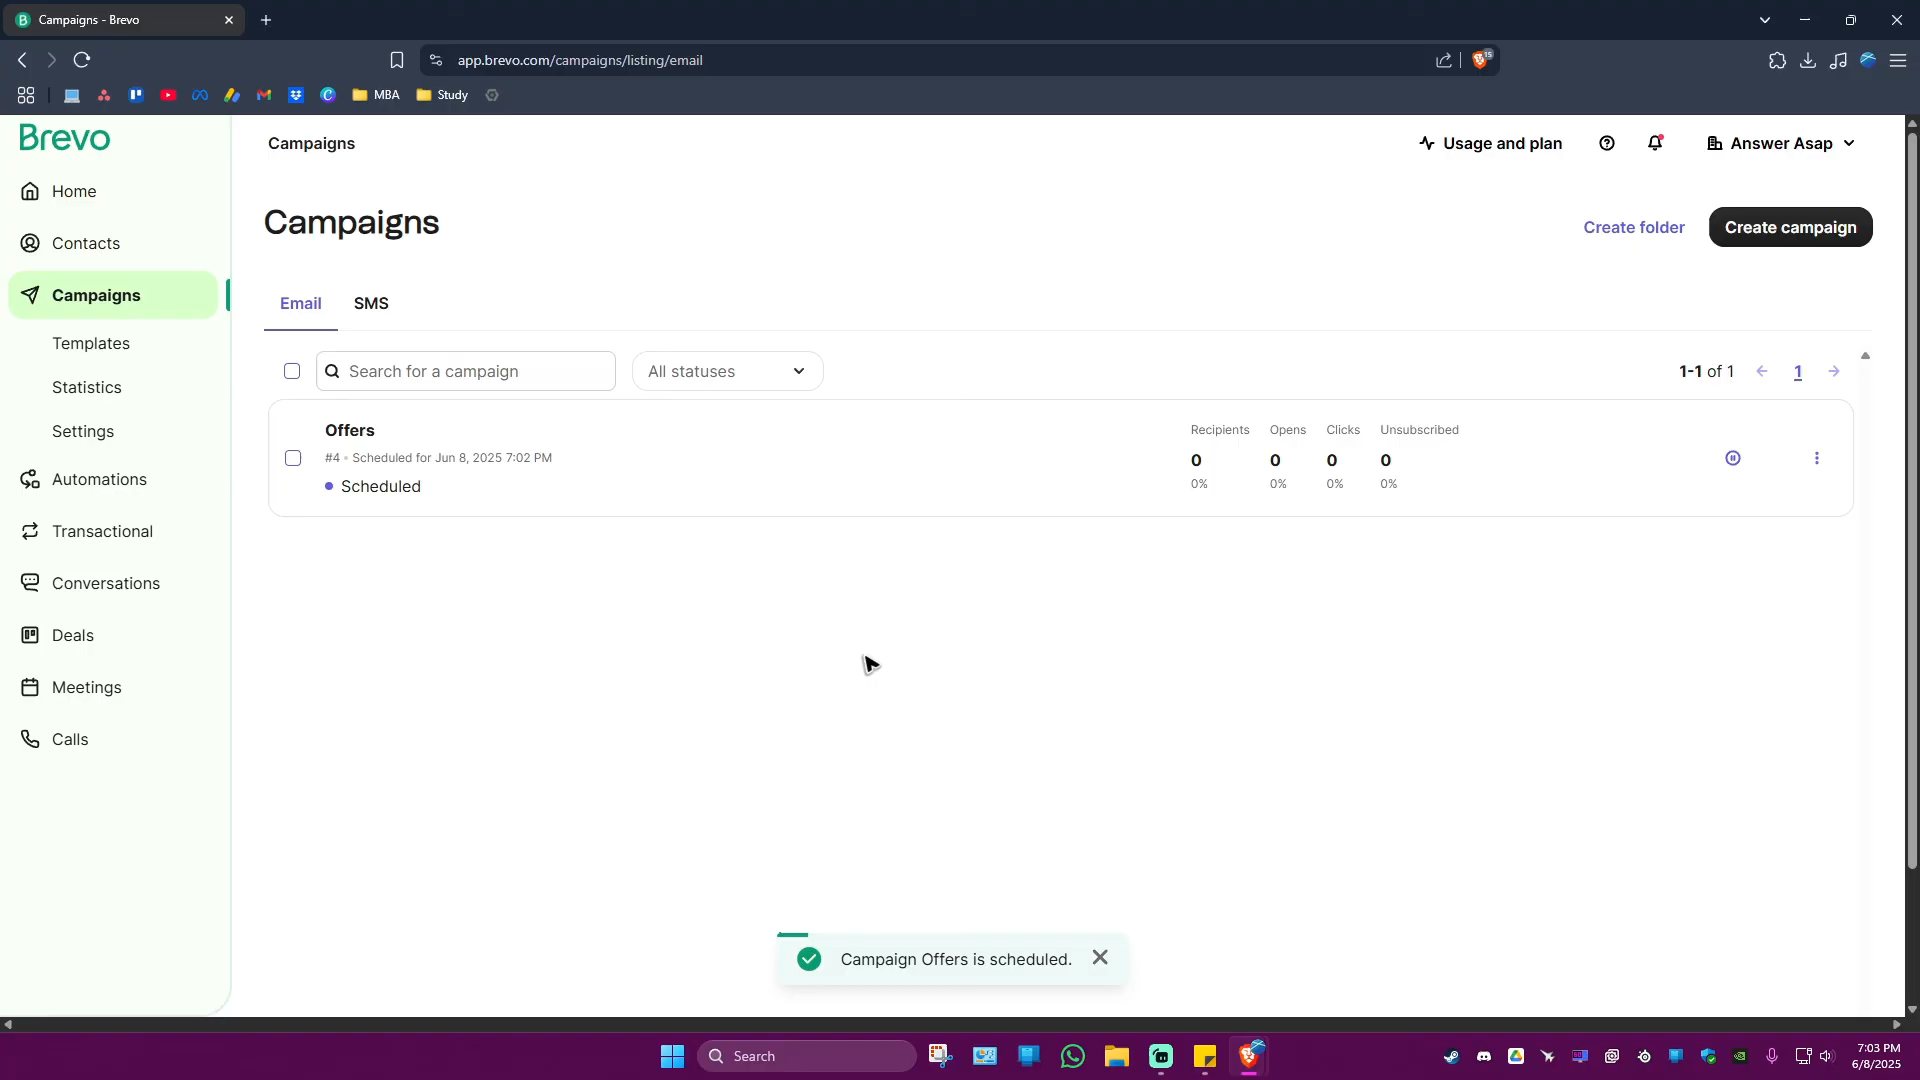 Campaigns - Brevo
app.brevo.com/campaigns/listing/email
15
MBA
Study
Brevo
Home
Contacts
Campaigns
Templates
Statistics
Settings
Automations
Transactional
Conversations
Deals
Meetings
Calls
Campaigns
Usage and plan
Answer Asap
Campaigns
Create folder
Create campaign
Email
SMS
Search for a campaign
All statuses
1-1 of 1
1
Offers
#4 • Scheduled for Jun 8, 2025 7:02 PM
Scheduled
Recipients
Opens
Clicks
Unsubscribed
0
0
0
0
0%
0%
0%
0%
Campaign Offers is scheduled.
Search
7:03 PM
6/8/2025